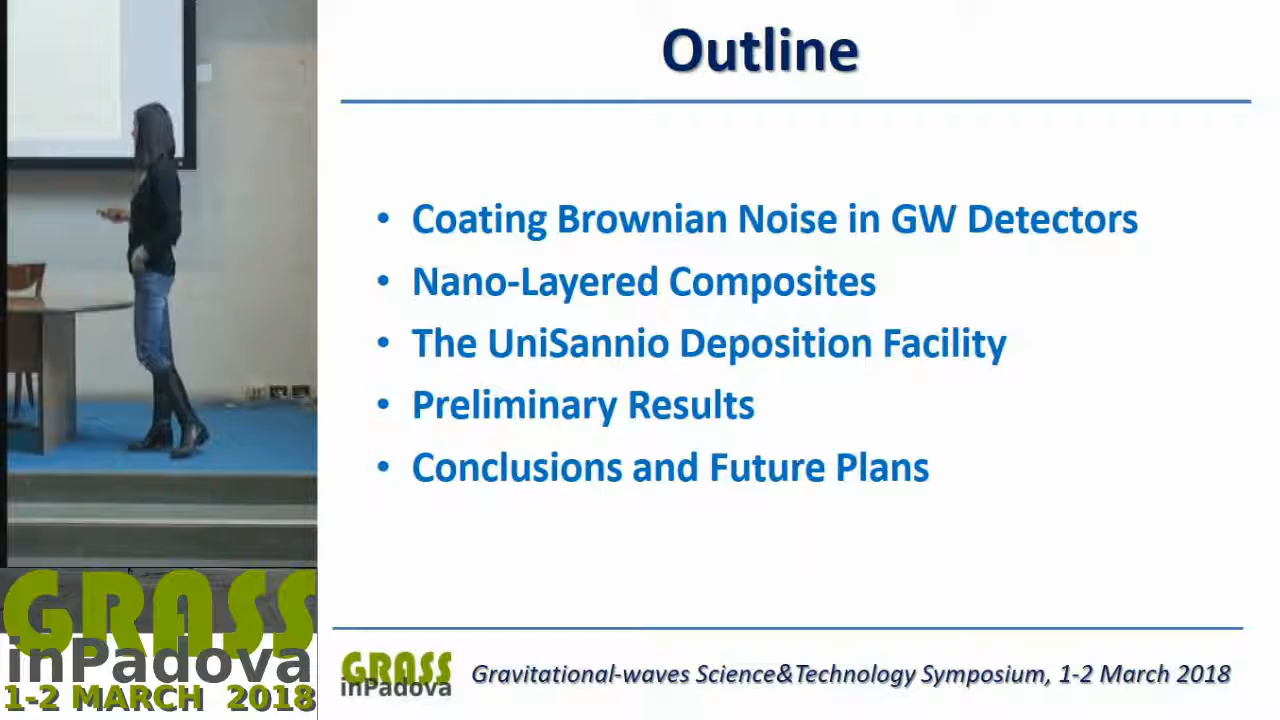 Outline
• Coating Brownian Noise in GW Detectors
• Nano-Layered Composites
• The UniSannio Deposition Facility
• Preliminary Results
• Conclusions and Future Plans
GRASS
inPadova
1-2 MARCH 2018
GRASS
inPadova
Gravitational-waves Science&Technology Symposium, 1-2 March 2018